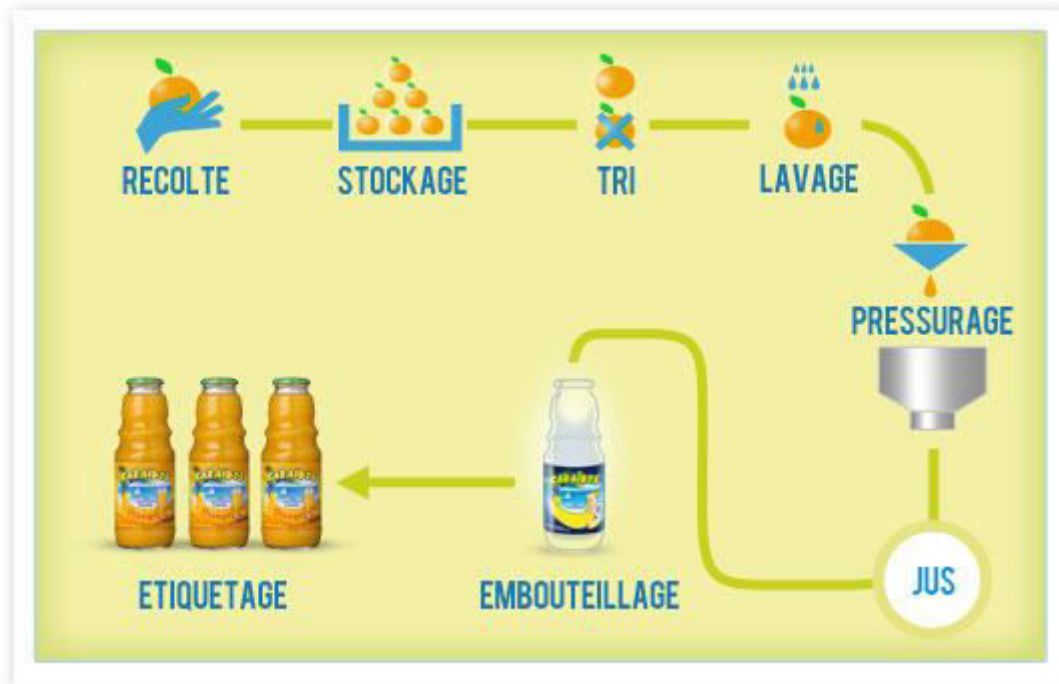 RECOLTE
STOCKAGE
TRI
LAVAGE
PRESSURAGE
JUS
EMBOUTEILLAGE
ETIQUETAGE